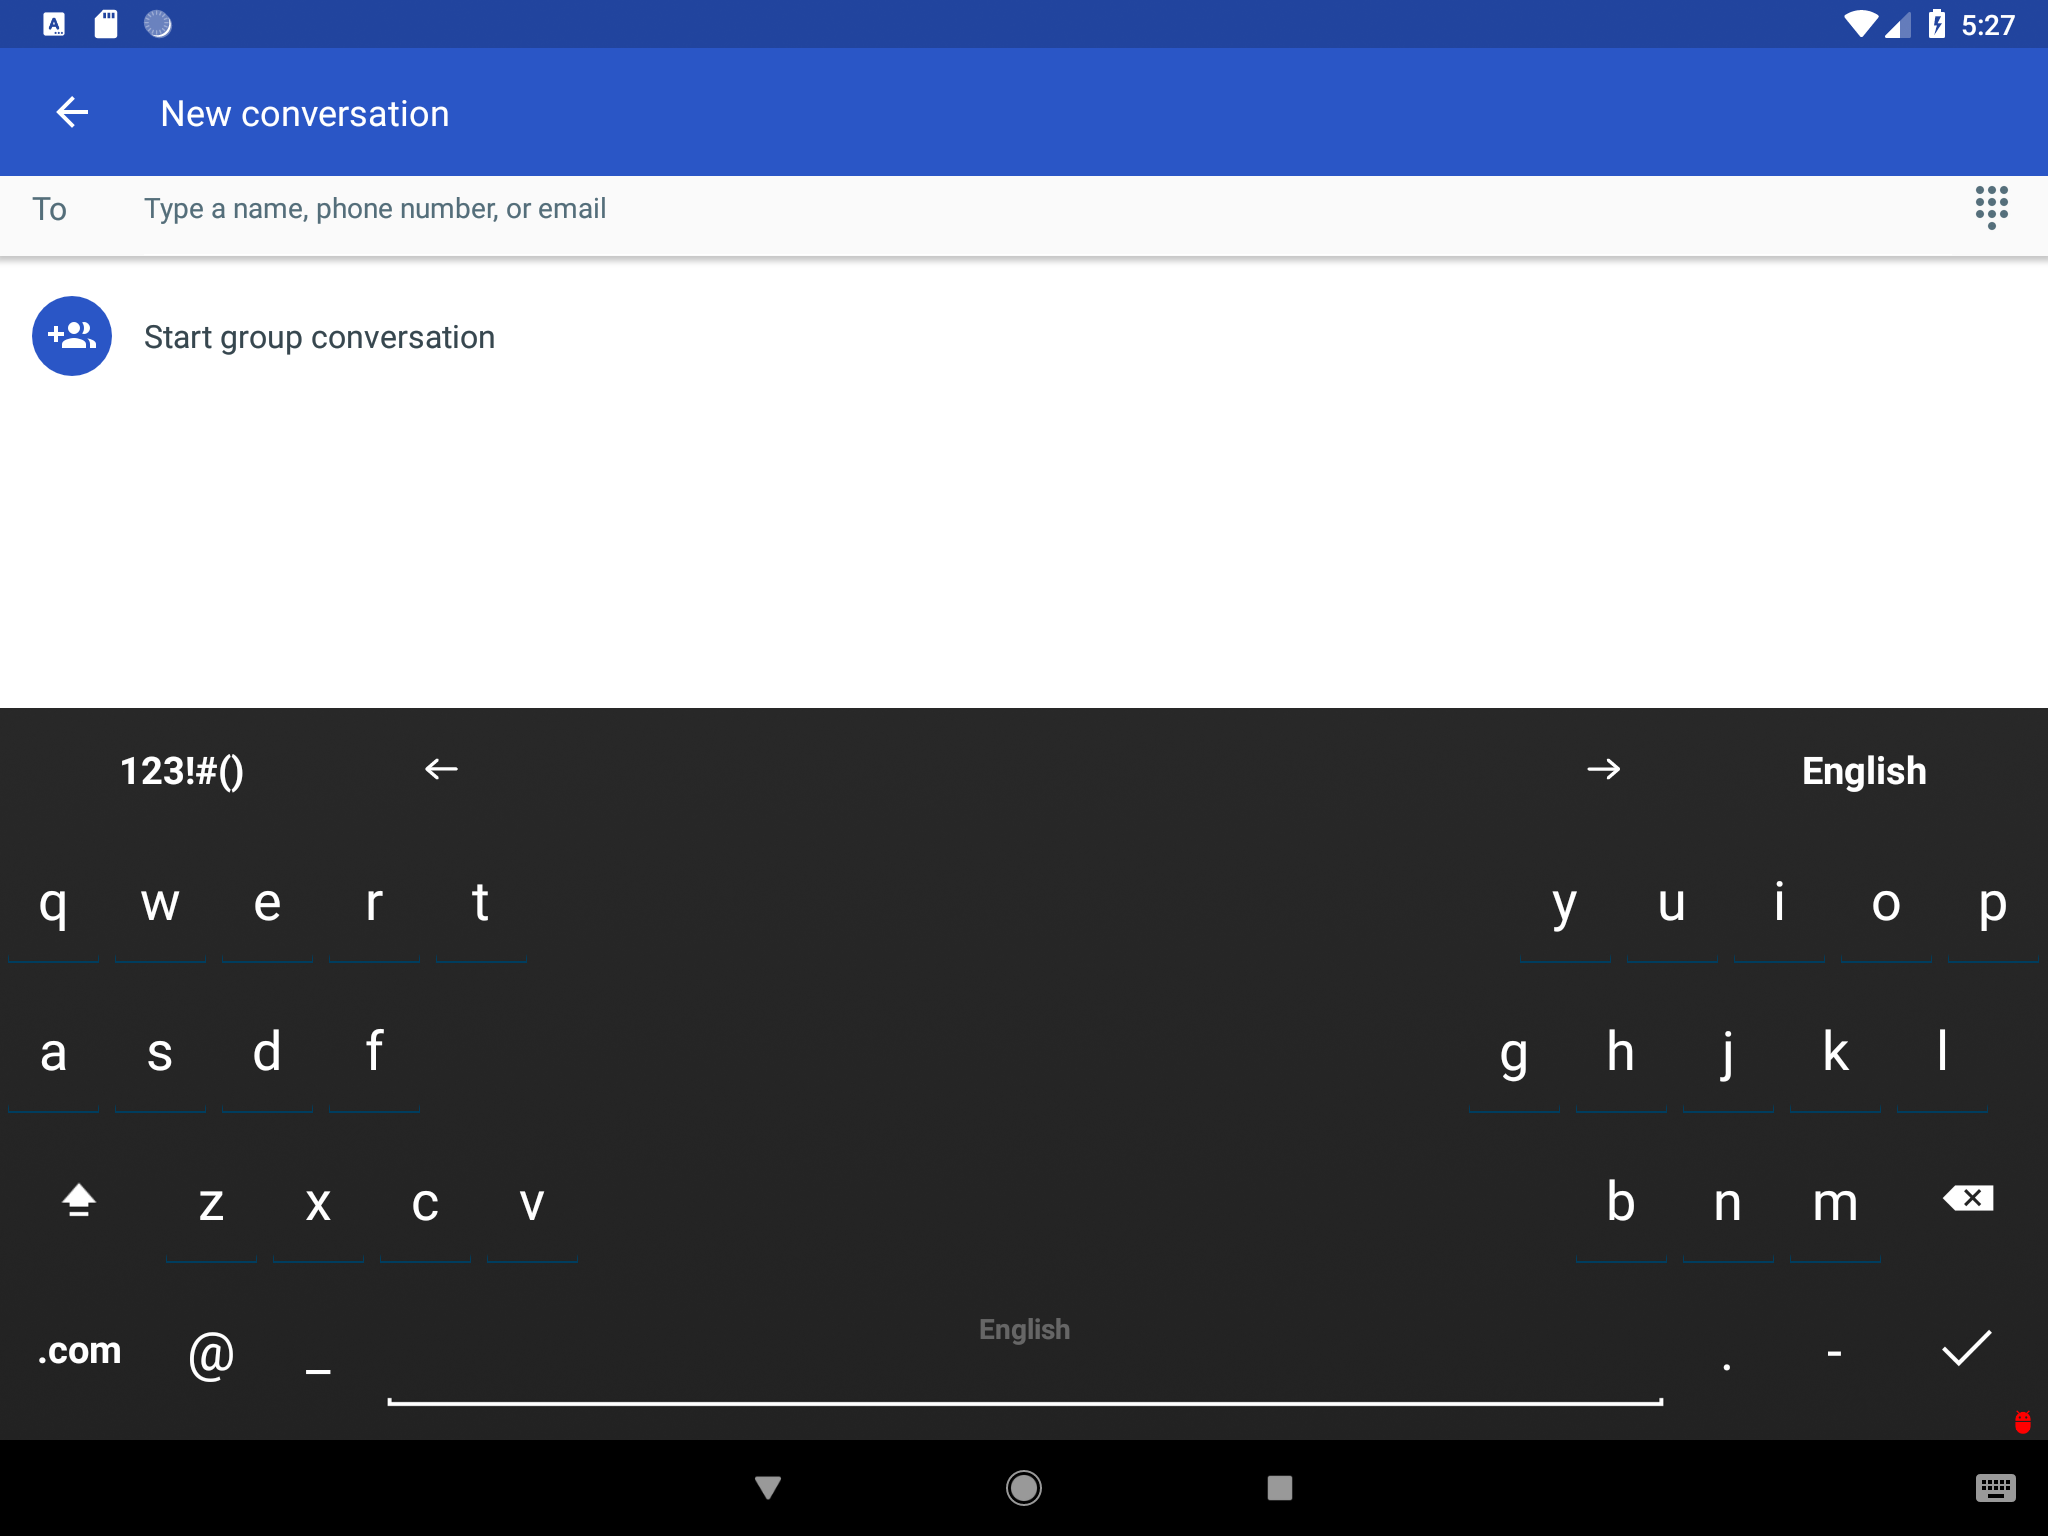 5:27
New conversation
To Type a name, phone number, or email
Start group conversation
123!#() English
q w e r t y u i o p
a s d f g h j k l
z x c v b n m
English
.com @ _ . -